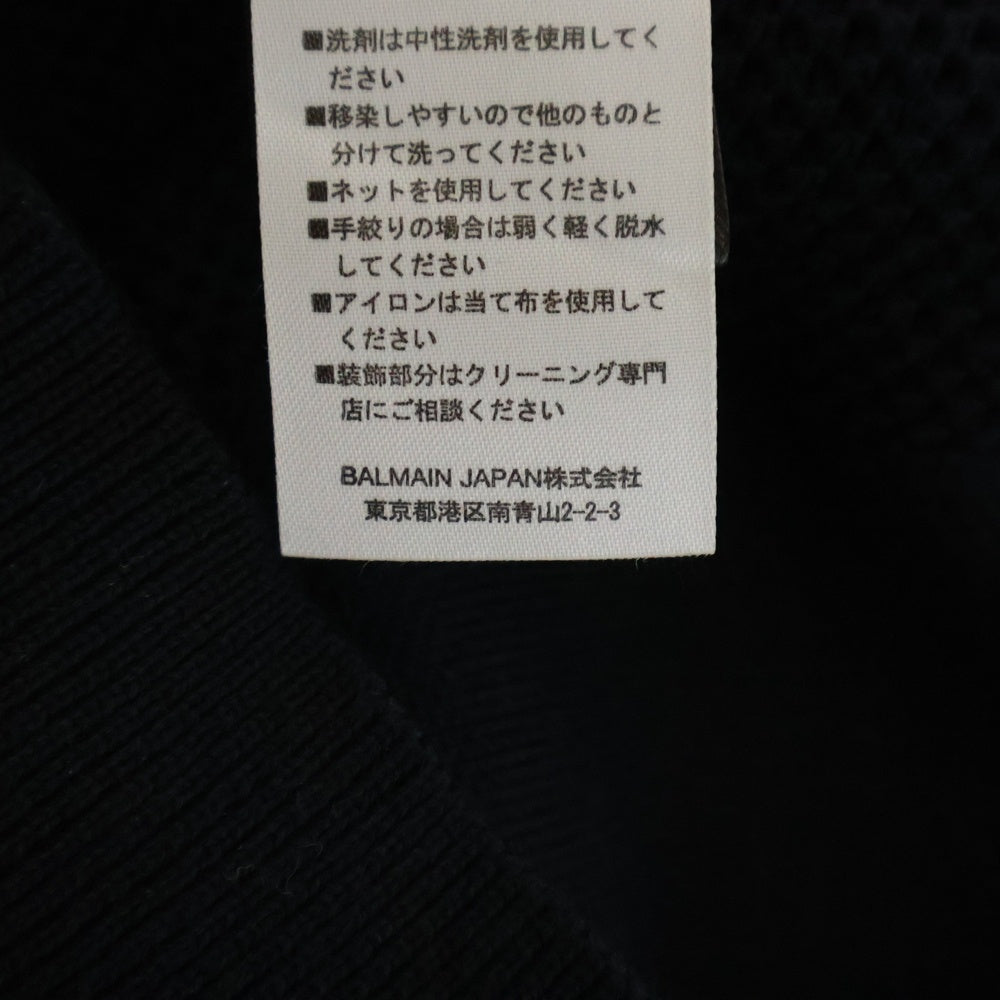 ■洗剤は中性洗剤を使用してく
ださい
■移染しやすいので他のものと
分けて洗ってください
■ネットを使用してください
■手絞りの場合は弱く軽く脱水
してください
■アイロンは当て布を使用して
ください
■装飾部分はクリーニング専門
店にご相談ください
BALMAIN JAPAN株式会社
東京都港区南青山2-2-3